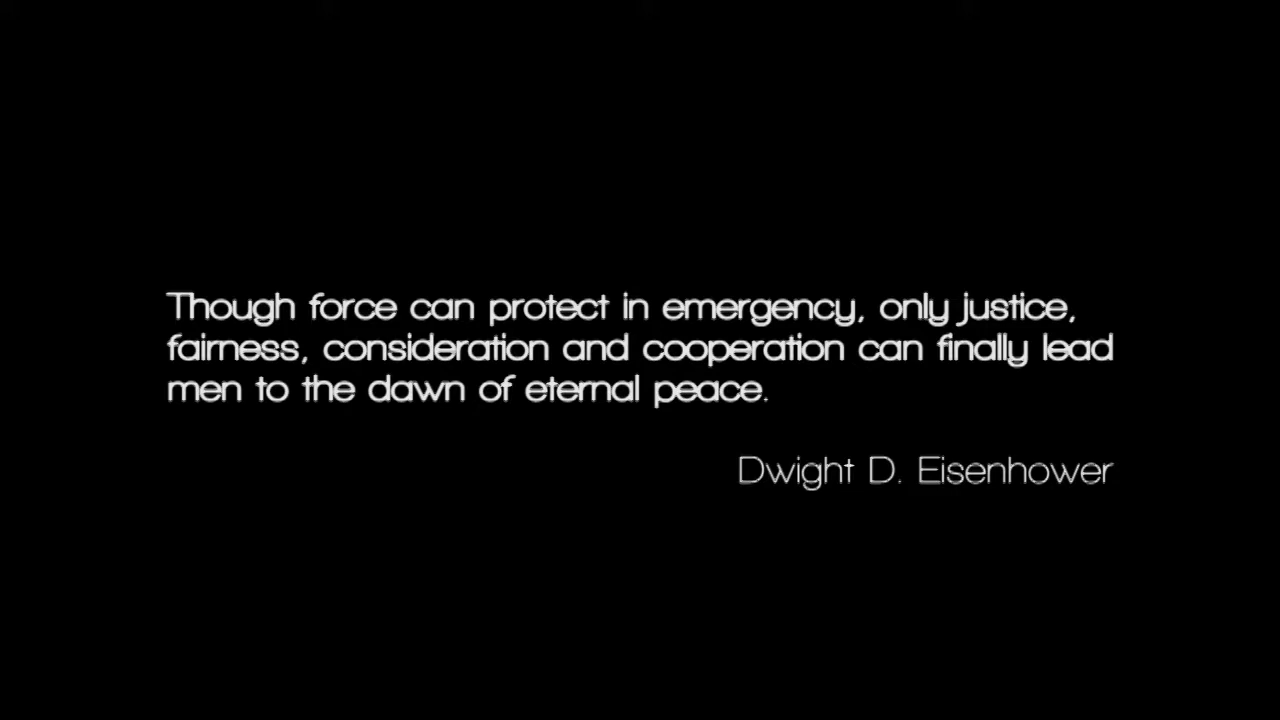 Though force can protect in emergency, only justice,
fairness, consideration and cooperation can finally lead
men to the dawn of eternal peace.
Dwight D. Eisenhower